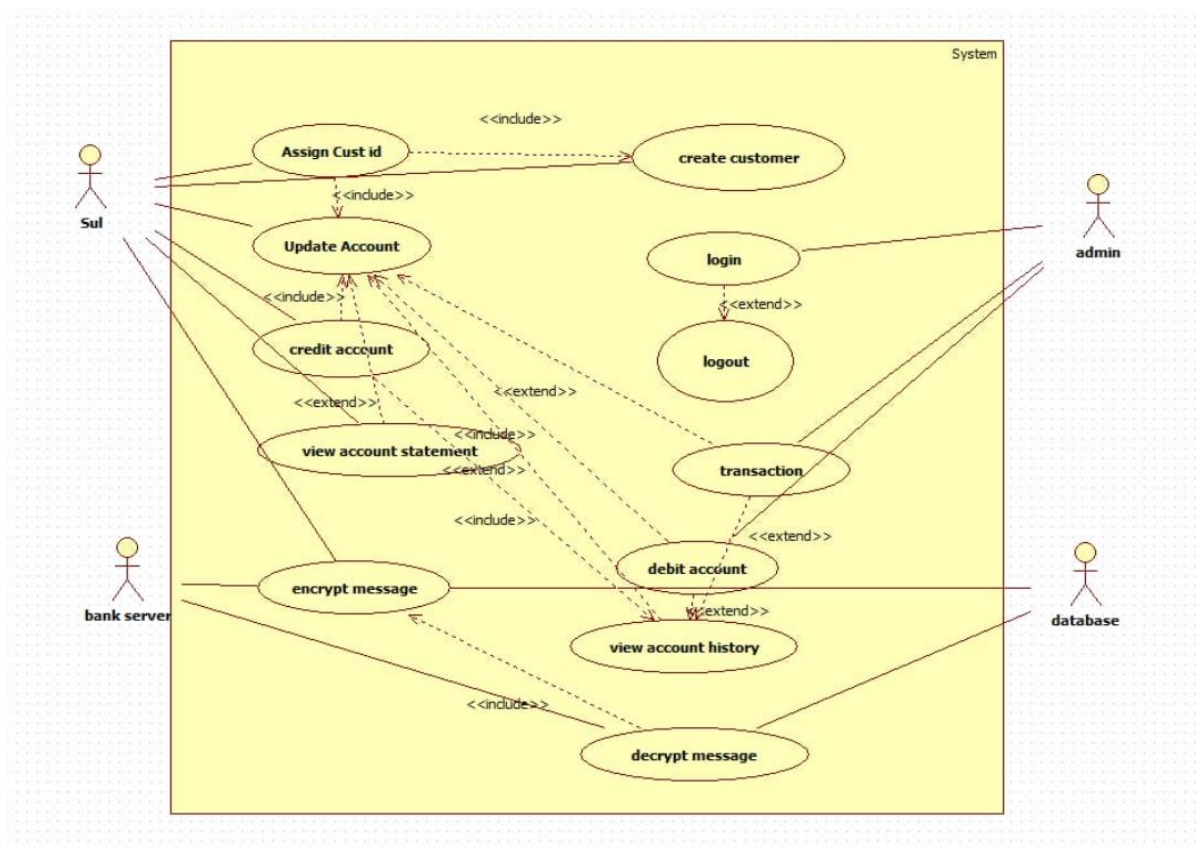 System
<<include>>
Assign Cust id
create customer
<<include>>
Sul
Update Account
admin
login
<<include>>
<<extend>>
credit account
logout
<<extend>>
<<extend>>
<<include>>
view account statement
<<extend>>
transaction
<<include>>
<<extend>>
debit account
encrypt message
<<extend>>
bank server
database
view account history
<<include>>
decrypt message